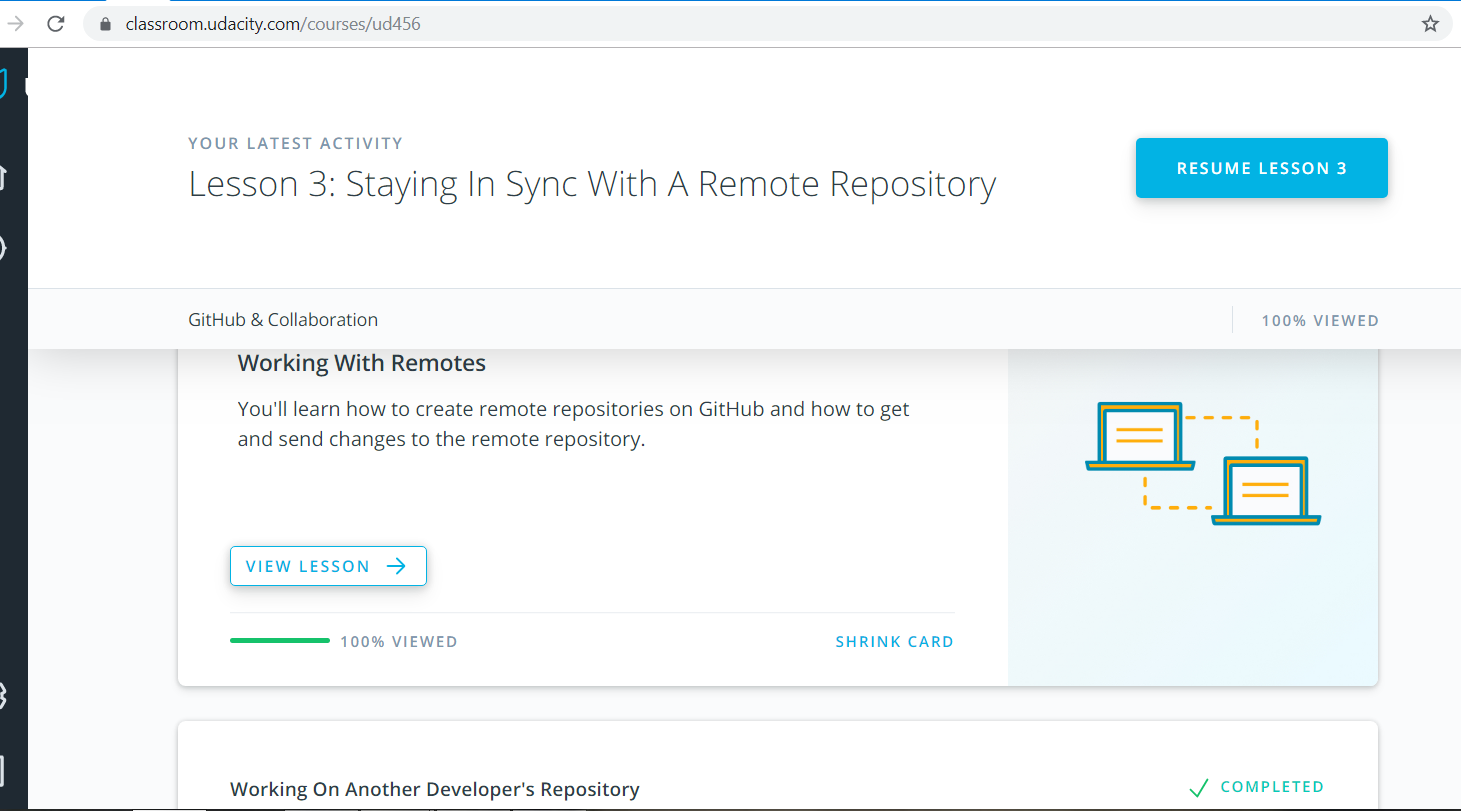 classroom.udacity.com/courses/ud456
YOUR LATEST ACTIVITY
Lesson 3: Staying In Sync With A Remote Repository
RESUME LESSON 3
GitHub & Collaboration
100% VIEWED
Working With Remotes
You'll learn how to create remote repositories on GitHub and how to get
and send changes to the remote repository.
VIEW LESSON
100% VIEWED
SHRINK CARD
Working On Another Developer's Repository
COMPLETED